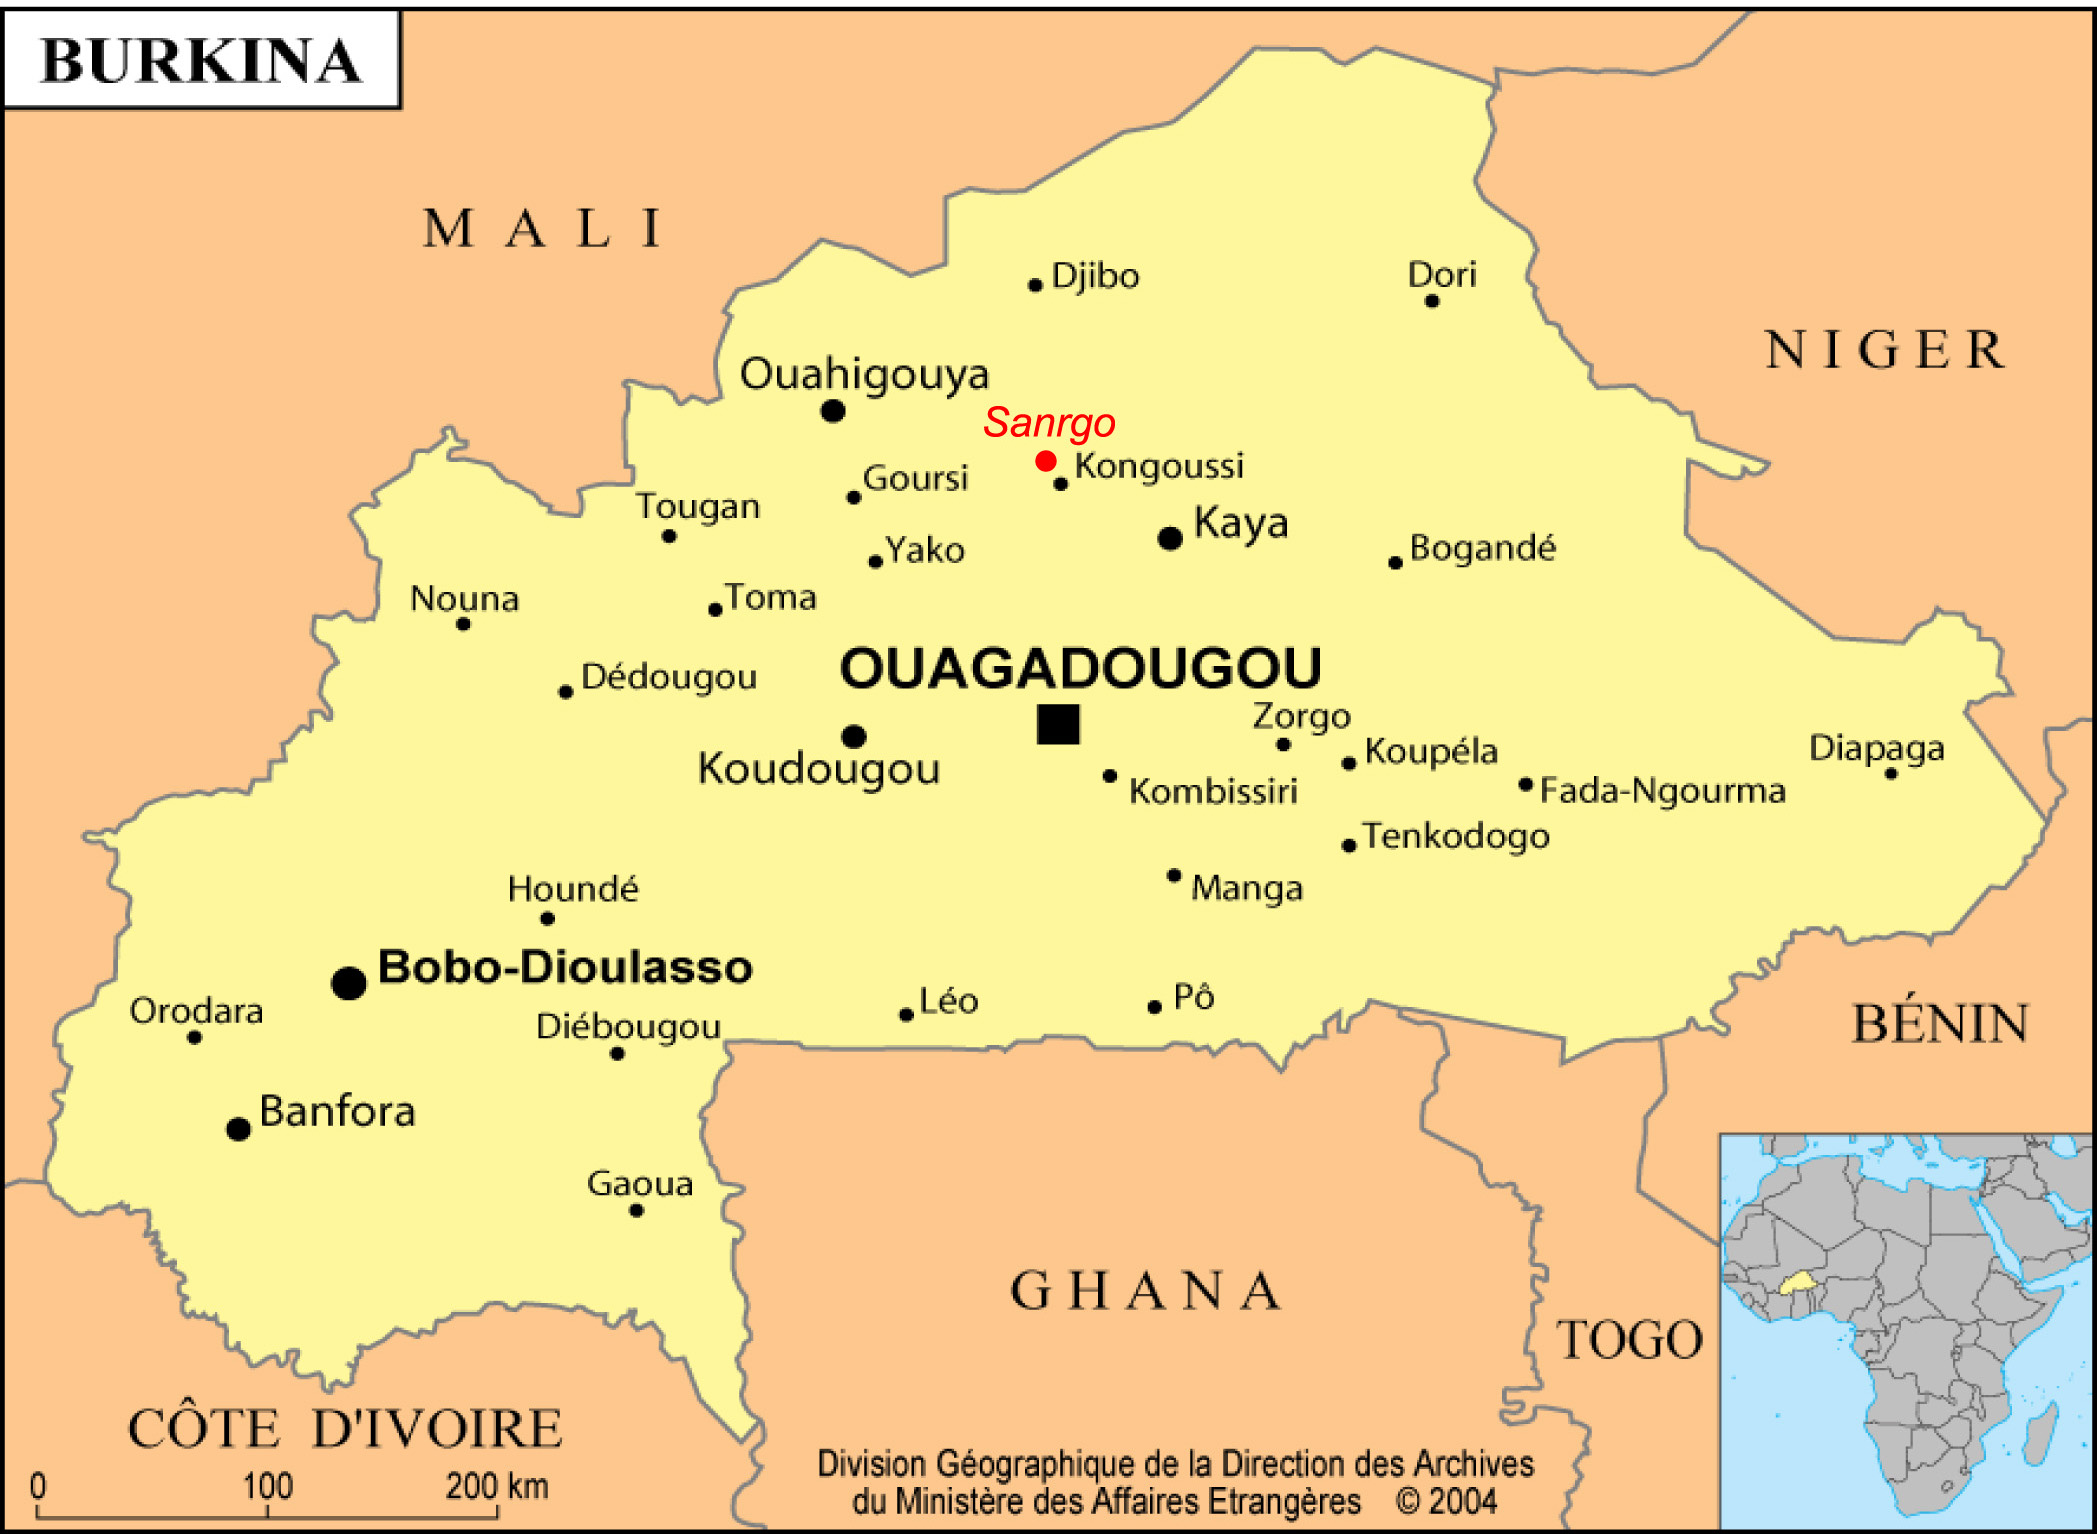 BURKINA
MALI
Djibo
Dori
NIGER
Ouahigouya
Sanrgo
Kongoussi
Goursi
Tougan
Kaya
Yako
Bogandé
Nouna
Toma
OUAGADOUGOU
Dédougou
Zorgo
Koupéla
Diapaga
Koudougou
Kombissiri
Fada-Ngourma
Tenkodogo
Houndé
Manga
Bobo-Dioulasso
Orodara
Léo
Pô
Diébougou
BÉNIN
Banfora
Gaoua
GHANA
TOGO
CÔTE D'IVOIRE
0 100 200 km
Division Géographique de la Direction des Archives
du Ministère des Affaires Etrangères © 2004